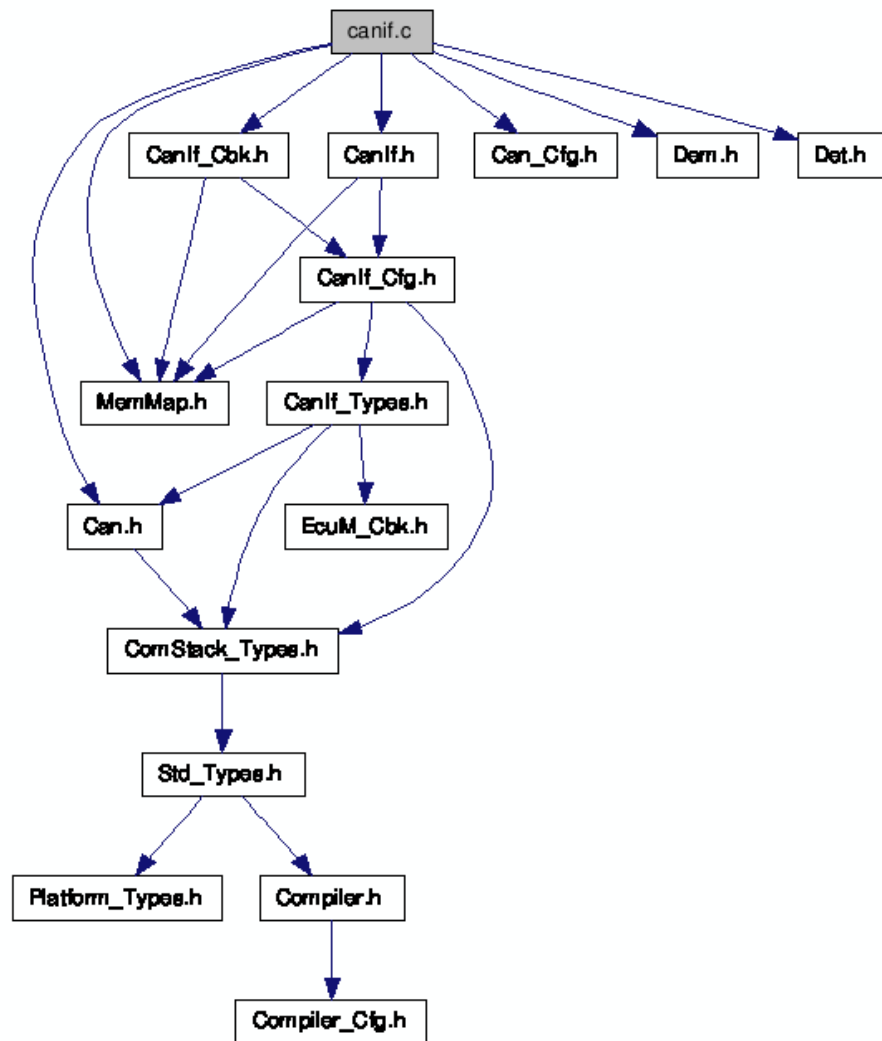 canif.c
CanIf_Cbk.h
CanIf.h
Can_Cfg.h
Dem.h
Det.h
CanIf_Cfg.h
MemMap.h
CanIf_Types.h
Can.h
EcuM_Cbk.h
ComStack_Types.h
Std_Types.h
Platform_Types.h
Compiler.h
Compiler_Cfg.h